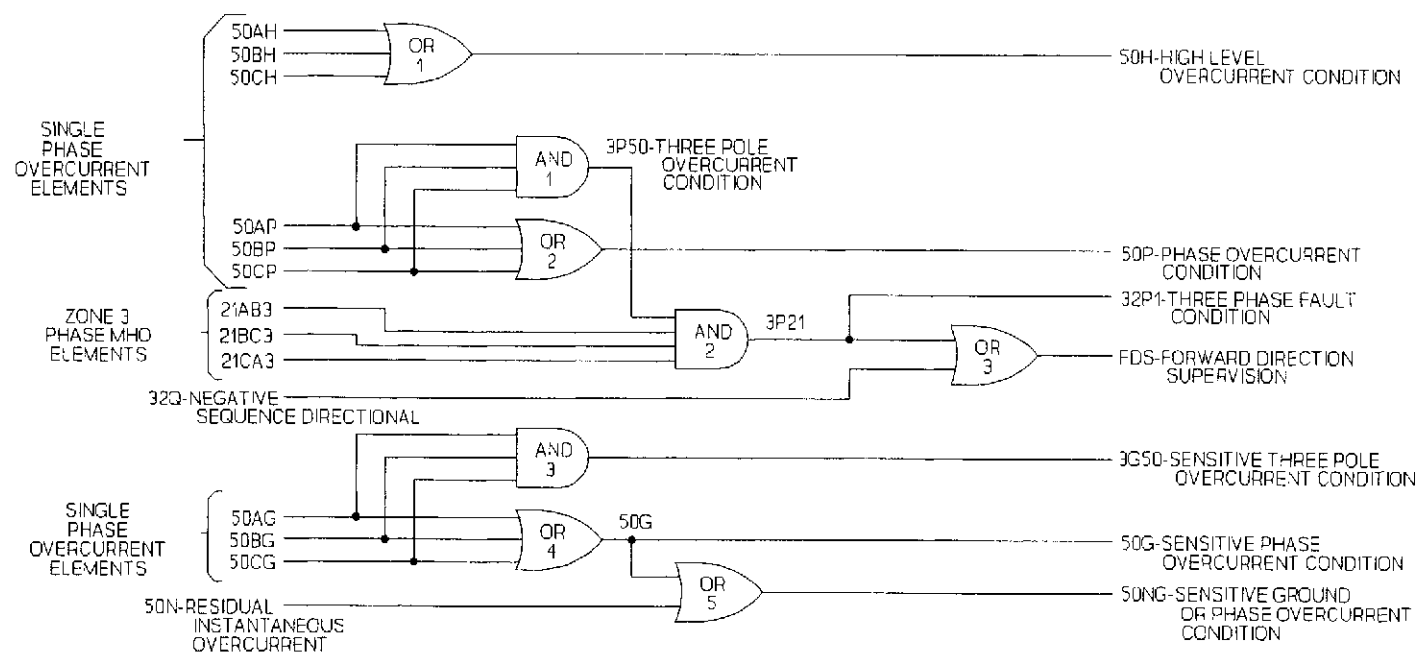 50AH
50BH
50CH
OR
1
50H-HIGH LEVEL
OVERCURRENT CONDITION
SINGLE
PHASE
OVERCURRENT
ELEMENTS
AND
1
3P50-THREE POLE
OVERCURRENT
CONDITION
50AP
50BP
50CP
OR
2
50P-PHASE OVERCURRENT
CONDITION
ZONE 3
PHASE MHO
ELEMENTS
21AB3
21BC3
21CA3
AND
2
3P21
32P1-THREE PHASE FAULT
CONDITION
OR
3
FDS-FORWARD DIRECTION
SUPERVISION
32Q-NEGATIVE
SEQUENCE DIRECTIONAL
AND
3
3G50-SENSITIVE THREE POLE
OVERCURRENT CONDITION
SINGLE
PHASE
OVERCURRENT
ELEMENTS
50AG
50BG
50CG
OR
4
50G
50G-SENSITIVE PHASE
OVERCURRENT CONDITION
50N-RESIDUAL
INSTANTANEOUS
OVERCURRENT
OR
5
50NG-SENSITIVE GROUND
OR PHASE OVERCURRENT
CONDITION